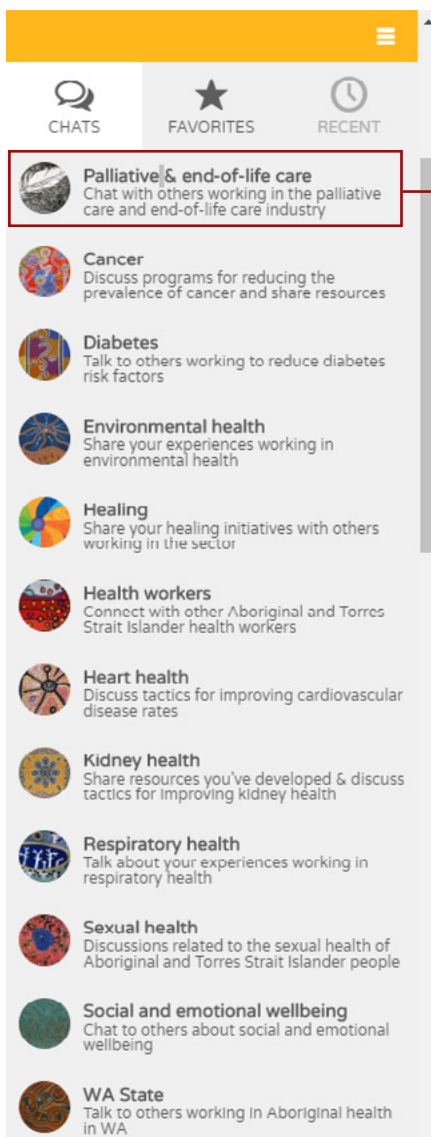 CHATS FAVORITES RECENT
Palliative & end-of-life care
Chat with others working in the palliative
care and end-of-life care industry
Cancer
Discuss programs for reducing the
prevalence of cancer and share resources
Diabetes
Talk to others working to reduce diabetes
risk factors
Environmental health
Share your experiences working in
environmental health
Healing
Share your healing initiatives with others
working in the sector
Health workers
Connect with other Aboriginal and Torres
Strait Islander health workers
Heart health
Discuss tactics for improving cardiovascular
disease rates
Kidney health
Share resources you've developed & discuss
tactics for improving kidney health
Respiratory health
Talk about your experiences working in
respiratory health
Sexual health
Discussions related to the sexual health of
Aboriginal and Torres Strait Islander people
Social and emotional wellbeing
Chat to others about social and emotional
wellbeing
WA State
Talk to others working in Aboriginal health
in WA